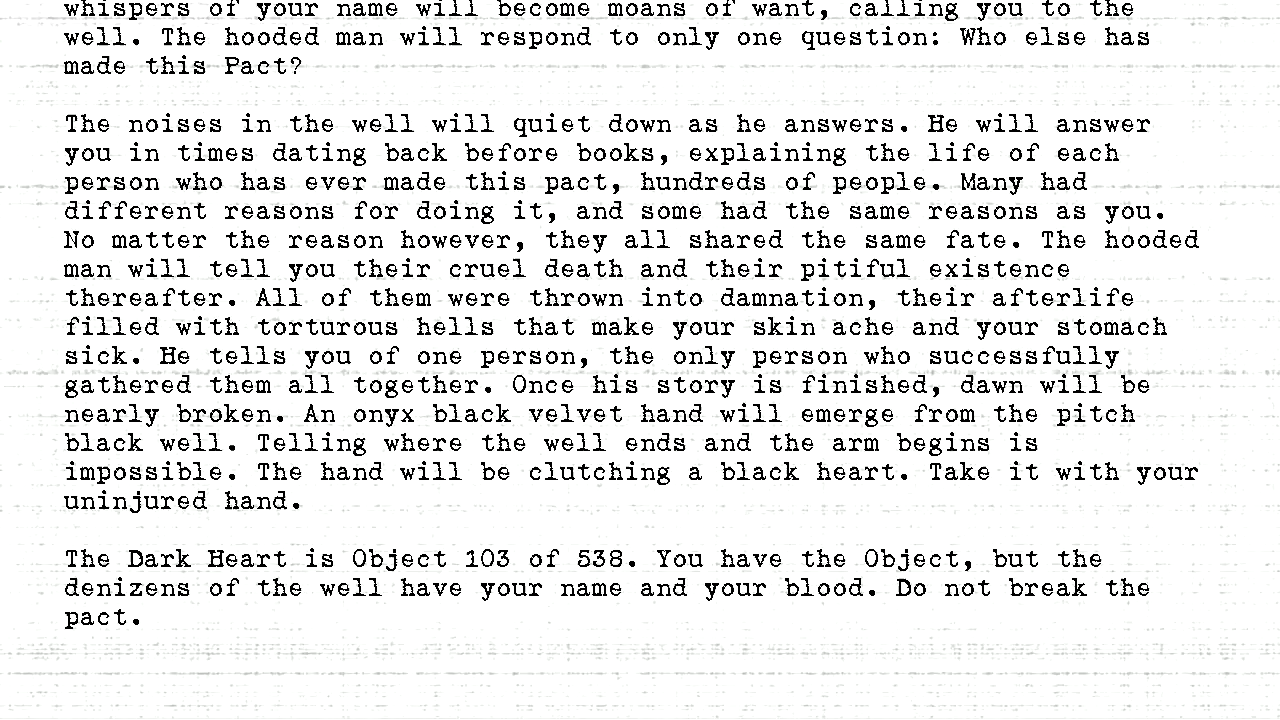 whispers of your name will become moans of want, calling you to the
well. The hooded man will respond to only one question: Who else has
made this Pact?
The noises in the well will quiet down as he answers. He will answer
you in times dating back before books, explaining the life of each
person who has ever made this pact, hundreds of people. Many had
different reasons for doing it, and some had the same reasons as you.
No matter the reason however, they all shared the same fate. The hooded
man will tell you their cruel death and their pitiful existence
thereafter. All of them were thrown into damnation, their afterlife
filled with torturous hells that make your skin ache and your stomach
sick. He tells you of one person, the only person who successfully
gathered them all together. Once his story is finished, dawn will be
nearly broken. An onyx black velvet hand will emerge from the pitch
black well. Telling where the well ends and the arm begins is
impossible. The hand will be clutching a black heart. Take it with your
uninjured hand.
The Dark Heart is Object 103 of 538. You have the Object, but the
denizens of the well have your name and your blood. Do not break the
pact.